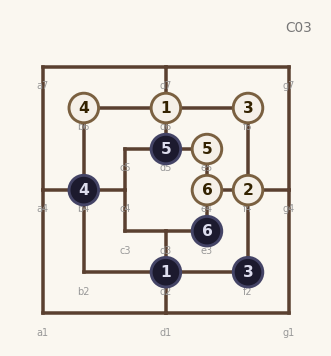 C03
a7 d7 g7
4 1 3
b6 d6 f6
5 5
c5 d5 e5
4 6 2
a4 b4 c4 e4 f4 g4
6
c3 d3 e3
1 3
b2 d2 f2
a1 d1 g1